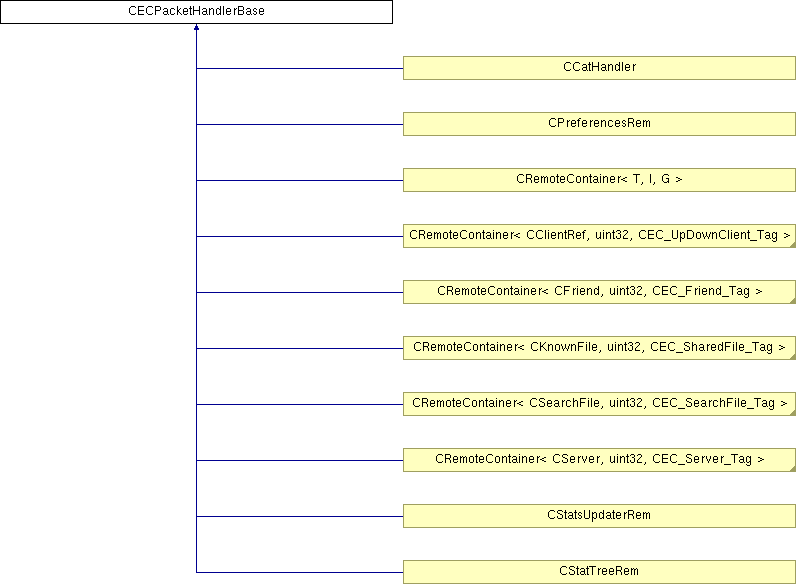 CECPacketHandlerBase
CCatHandler
CPreferencesRem
CRemoteContainer< T, I, G >
CRemoteContainer< CClientRef, uint32, CEC_UpDownClient_Tag >
CRemoteContainer< CFriend, uint32, CEC_Friend_Tag >
CRemoteContainer< CKnownFile, uint32, CEC_SharedFile_Tag >
CRemoteContainer< CSearchFile, uint32, CEC_SearchFile_Tag >
CRemoteContainer< CServer, uint32, CEC_Server_Tag >
CStatsUpdaterRem
CStatTreeRem